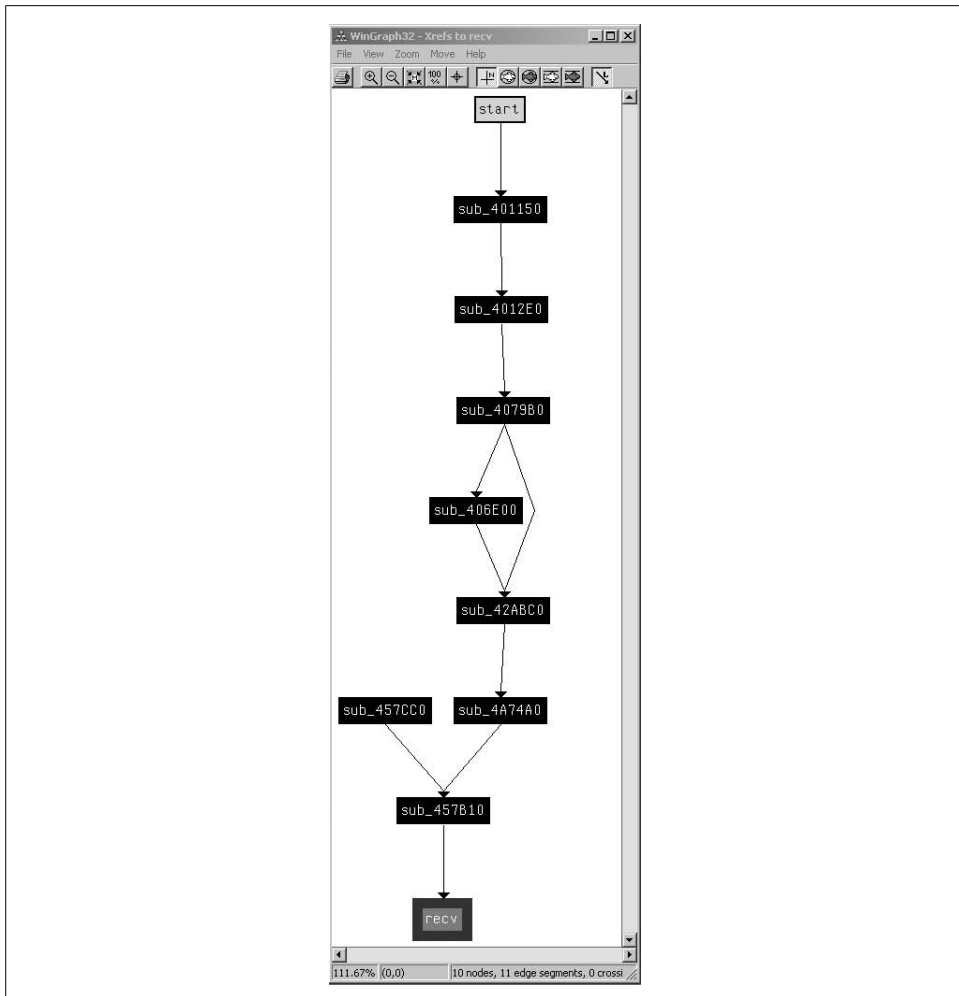 WinGraph32 - Xrefs to recv
File View Zoom Move Help
100
%
N
start
sub_401150
sub_4012E0
sub_4079B0
sub_406E00
sub_42ABC0
sub_457CC0 sub_4A74A0
sub_457B10
recv
111.67% (0,0) 10 nodes, 11 edge segments, 0 crossi